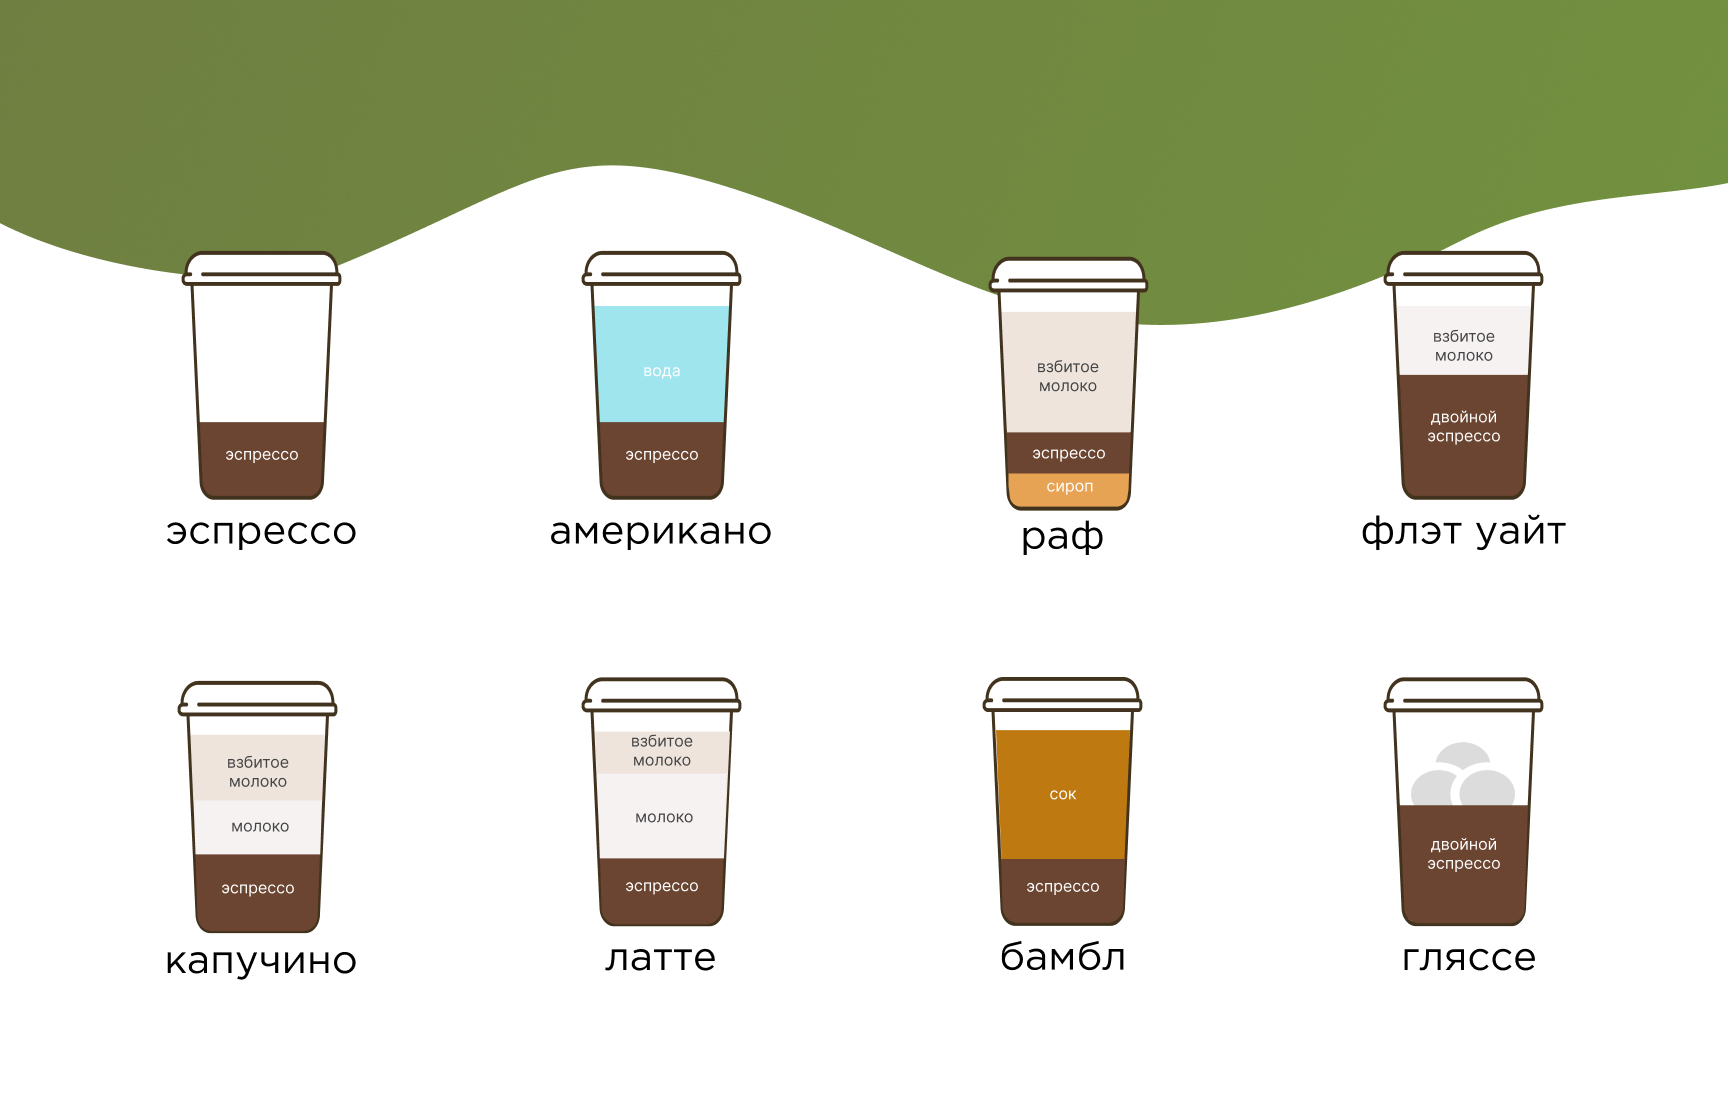 эспрессо
эспрессо
вода
эспрессо
американо
взбитое
молоко
эспрессо
сироп
раф
взбитое
молоко
двойной
эспрессо
флэт уайт
взбитое
молоко
молоко
эспрессо
капучино
взбитое
молоко
молоко
эспрессо
латте
сок
эспрессо
бамбл
двойной
эспрессо
гляссе